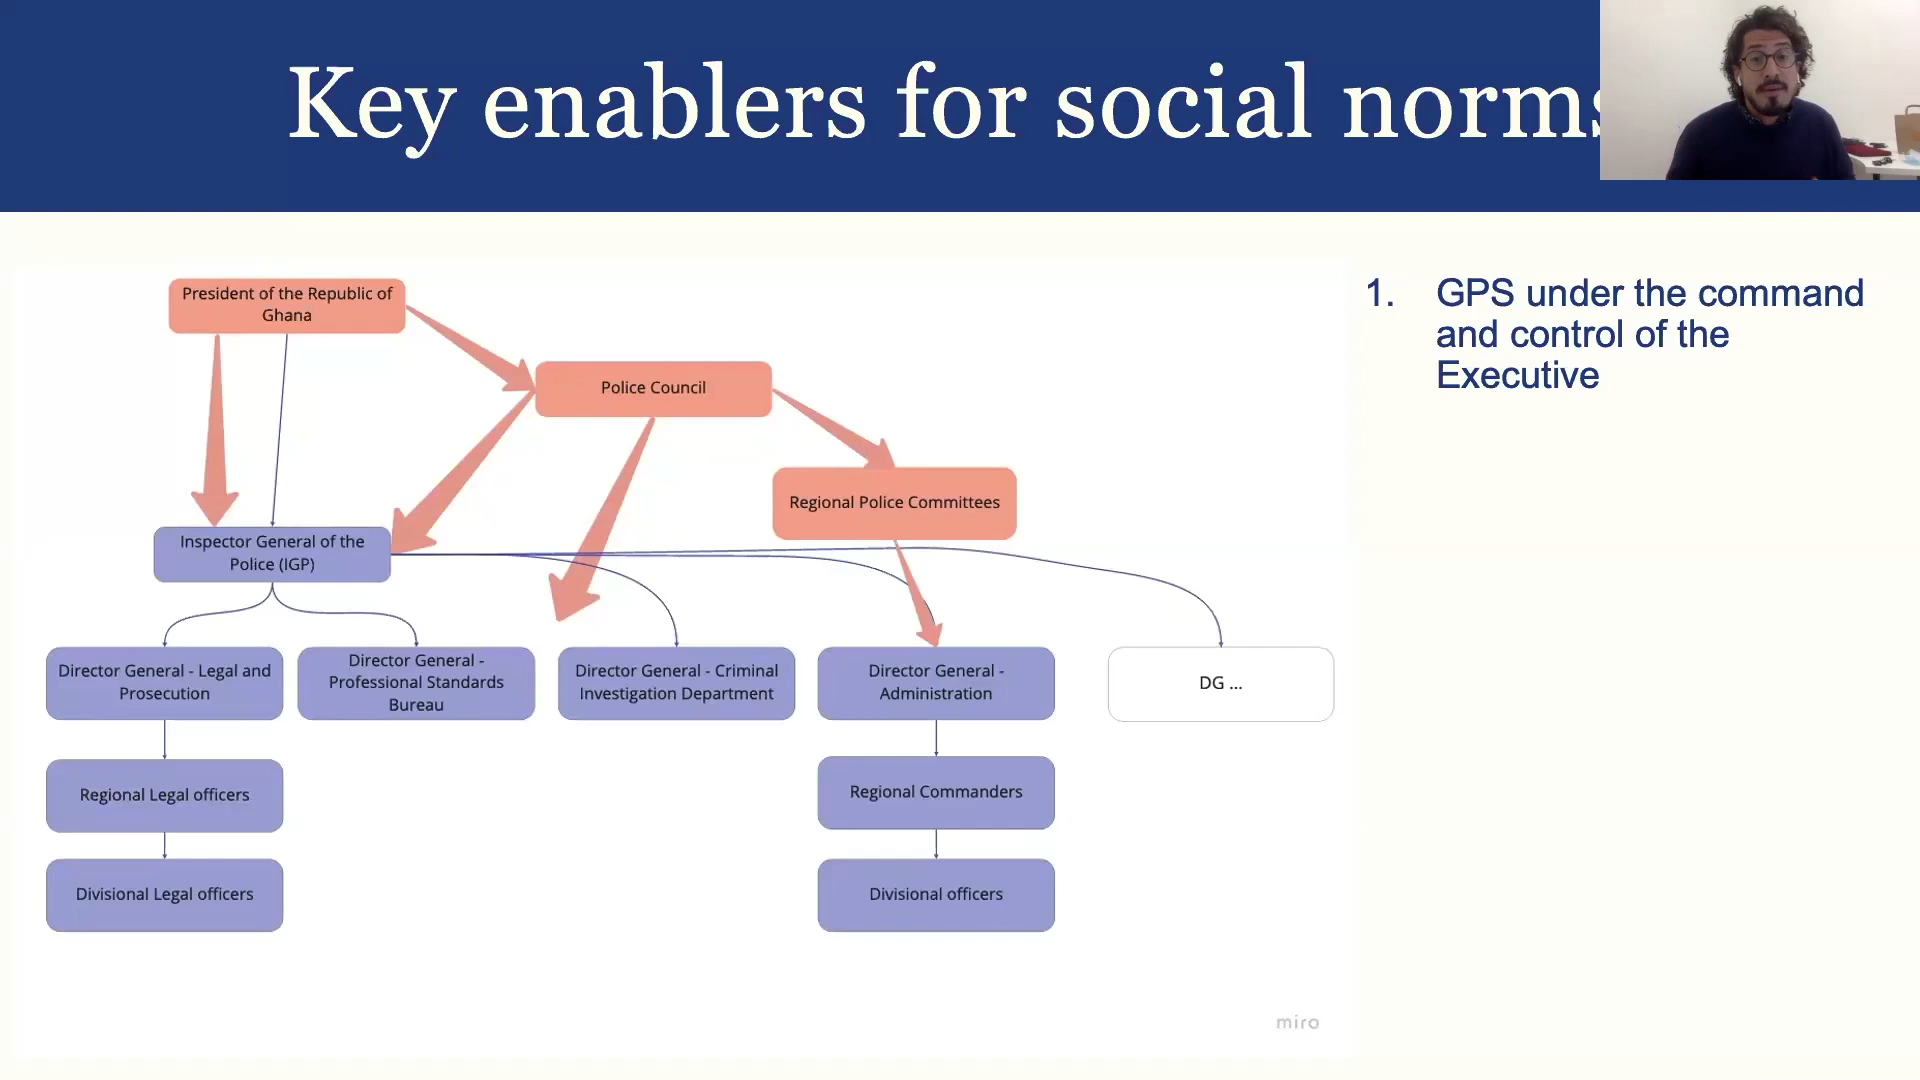 Key enablers for social norms
President of the Republic of
Ghana
1. GPS under the command
and control of the
Executive
Police Council
Regional Police Committees
Inspector General of the
Police (IGP)
Director General - Legal and
Prosecution
Director General -
Professional Standards
Bureau
Director General - Criminal
Investigation Department
Director General -
Administration
DG ...
Regional Legal officers
Regional Commanders
Divisional Legal officers
Divisional officers
miro